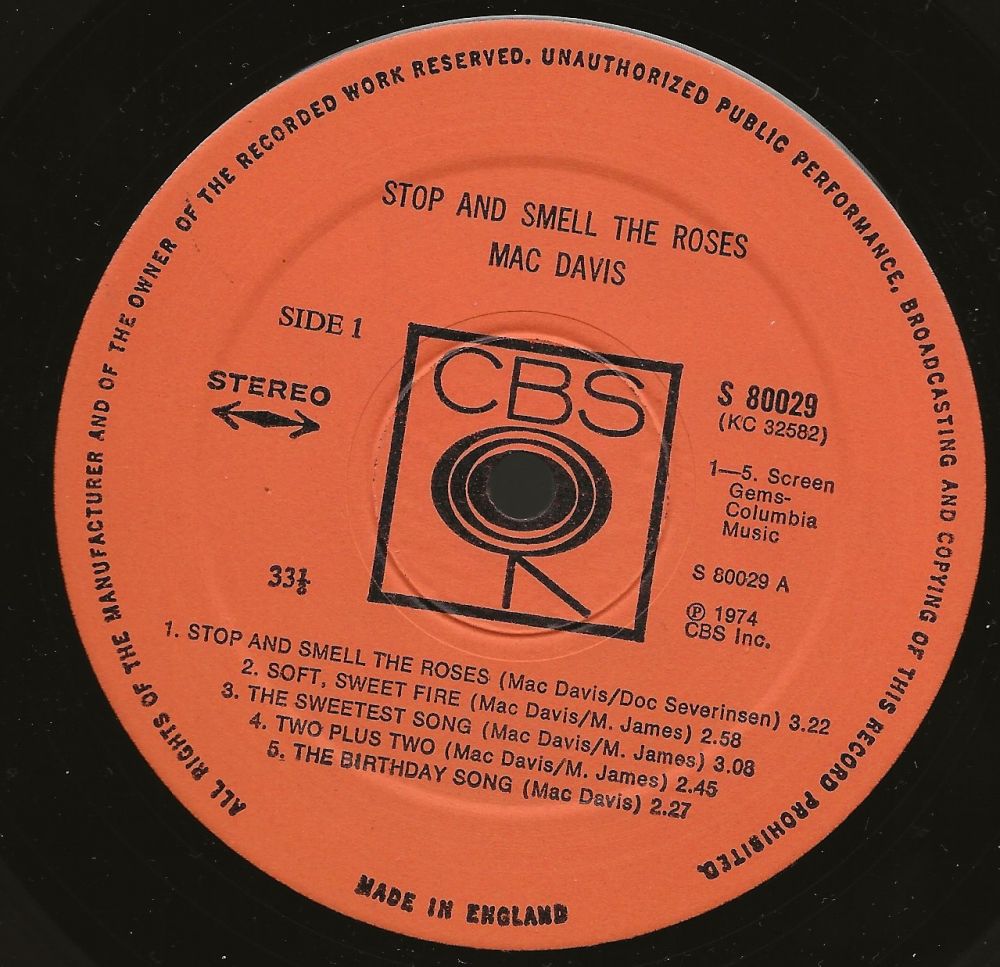 ALL RIGHTS OF THE MANUFACTURER AND OF THE OWNER OF THE RECORDED WORK RESERVED. UNAUTHORIZED PUBLIC PERFORMANCE, BROADCASTING AND COPYING OF THIS RECORD PROHIBITED.
STOP AND SMELL THE ROSES
MAC DAVIS
SIDE 1
STEREO
CBS
S 80029
(KC 32582)
1—5. Screen
Gems-
Columbia
Music
S 80029 A
℗ 1974
CBS Inc.
33⅓
1. STOP AND SMELL THE ROSES (Mac Davis/Doc Severinsen) 3.22
2. SOFT, SWEET FIRE (Mac Davis/M. James) 2.58
3. THE SWEETEST SONG (Mac Davis/M. James) 3.08
4. TWO PLUS TWO (Mac Davis/M. James) 2.45
5. THE BIRTHDAY SONG (Mac Davis) 2.27
MADE IN ENGLAND